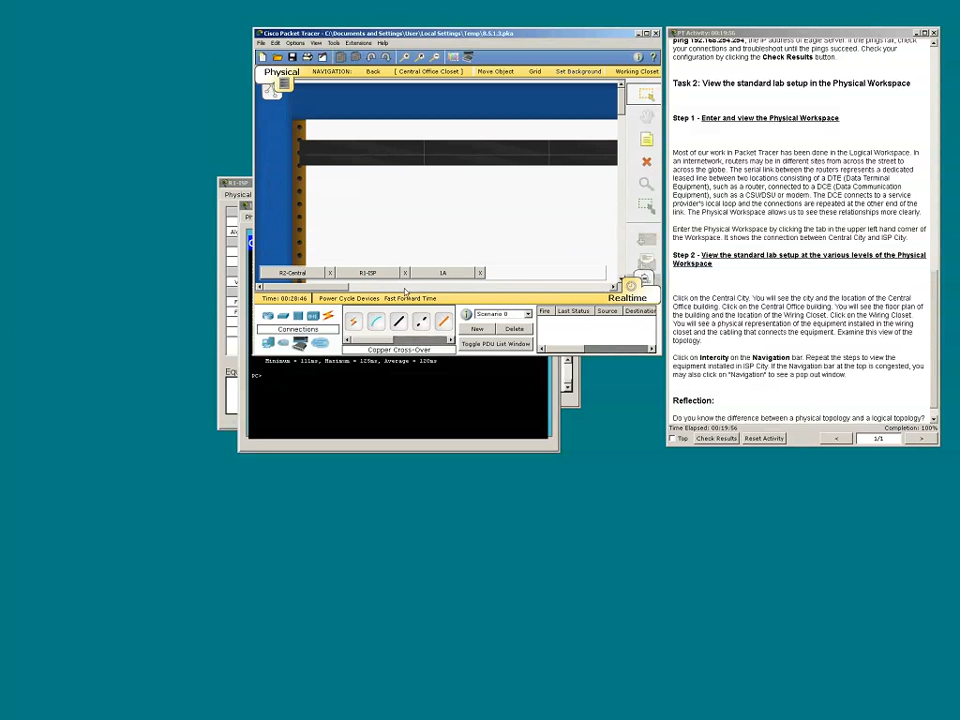 Cisco Packet Tracer - C:\Documents and Settings\User\Local Settings\Temp\0.5.1.3.pka
File Edit Options View Tools Extensions Help
Physical NAVIGATION: Back [ Central Office Closet ] Move Object Grid Set Background Working Closet
R2-Central X R1-ISP X 1A X
Time: 00:28:46 Power Cycle Devices Fast Forward Time Realtime
Connections
Copper Cross-Over
Scenario 0
New Delete
Toggle PDU List Window
Fire Last Status Source Destination
R1-ISP
Physical
Minimum = 111ms, Maximum = 129ms, Average = 120ms
PC>
PT Activity: 00:19:56
ping 192.168.254.254, the IP address of Eagle Server. If the pings fail, check
your connections and troubleshoot until the pings succeed. Check your
configuration by clicking the Check Results button.
Task 2: View the standard lab setup in the Physical Workspace
Step 1 - Enter and view the Physical Workspace
Most of our work in Packet Tracer has been done in the Logical Workspace. In
an internetwork, routers may be in different sites from across the street to
across the globe. The serial link between the routers represents a dedicated
leased line between two locations consisting of a DTE (Data Terminal
Equipment), such as a router, connected to a DCE (Data Communication
Equipment), such as a CSU/DSU or modem. The DCE connects to a service
provider's local loop and the connections are repeated at the other end of the
link. The Physical Workspace allows us to see these relationships more clearly.
Enter the Physical Workspace by clicking the tab in the upper left hand corner of
the Workspace. It shows the connection between Central City and ISP City.
Step 2 - View the standard lab setup at the various levels of the Physical
Workspace
Click on the Central City. You will see the city and the location of the Central
Office building. Click on the Central Office building. You will see the floor plan of
the building and the location of the Wiring Closet. Click on the Wiring Closet.
You will see a physical representation of the equipment installed in the wiring
closet and the cabling that connects the equipment. Examine this view of the
topology.
Click on Intercity on the Navigation bar. Repeat the steps to view the
equipment installed in ISP City. If the Navigation bar at the top is congested, you
may also click on "Navigation" to see a pop out window.
Reflection:
Do you know the difference between a physical topology and a logical topology?
Time Elapsed: 00:19:56 Completion: 100%
Top Check Results Reset Activity < 1/1 >